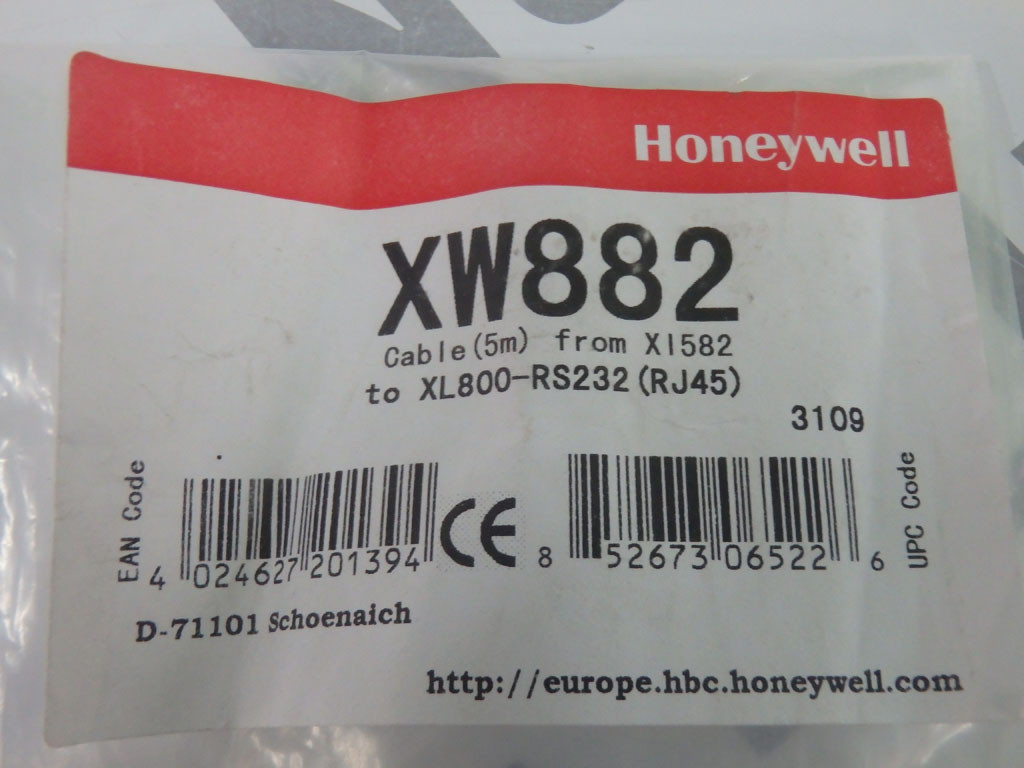 Honeywell
XW882
Cable(5m) from XI582
to XL800-RS232(RJ45)
3109
EAN Code
4 024627 201394
CE
8 52673 06522 6
UPC Code
D-71101 Schoenaich
http://europe.hbc.honeywell.com